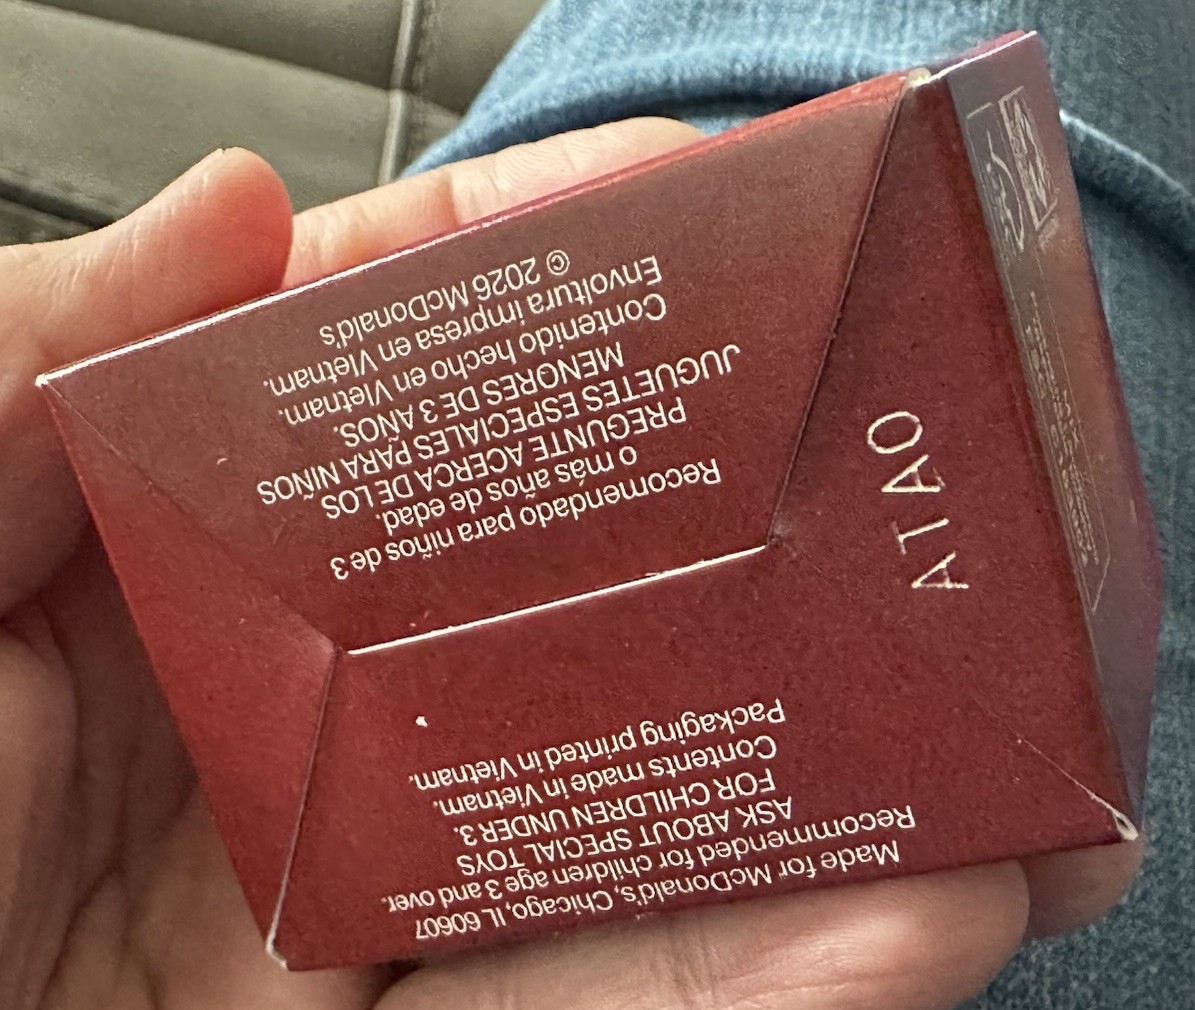 Made for McDonald's, Chicago, IL 60607
Recommended for children age 3 and over.
ASK ABOUT SPECIAL TOYS
FOR CHILDREN UNDER 3.
Contents made in Vietnam.
Packaging printed in Vietnam.
Recomendado para niños de 3
o más años de edad.
PREGUNTE ACERCA DE LOS
JUGUETES ESPECIALES PARA NIÑOS
MENORES DE 3 AÑOS.
Contenido hecho en Vietnam.
Envoltura impresa en Vietnam.
© 2026 McDonald's